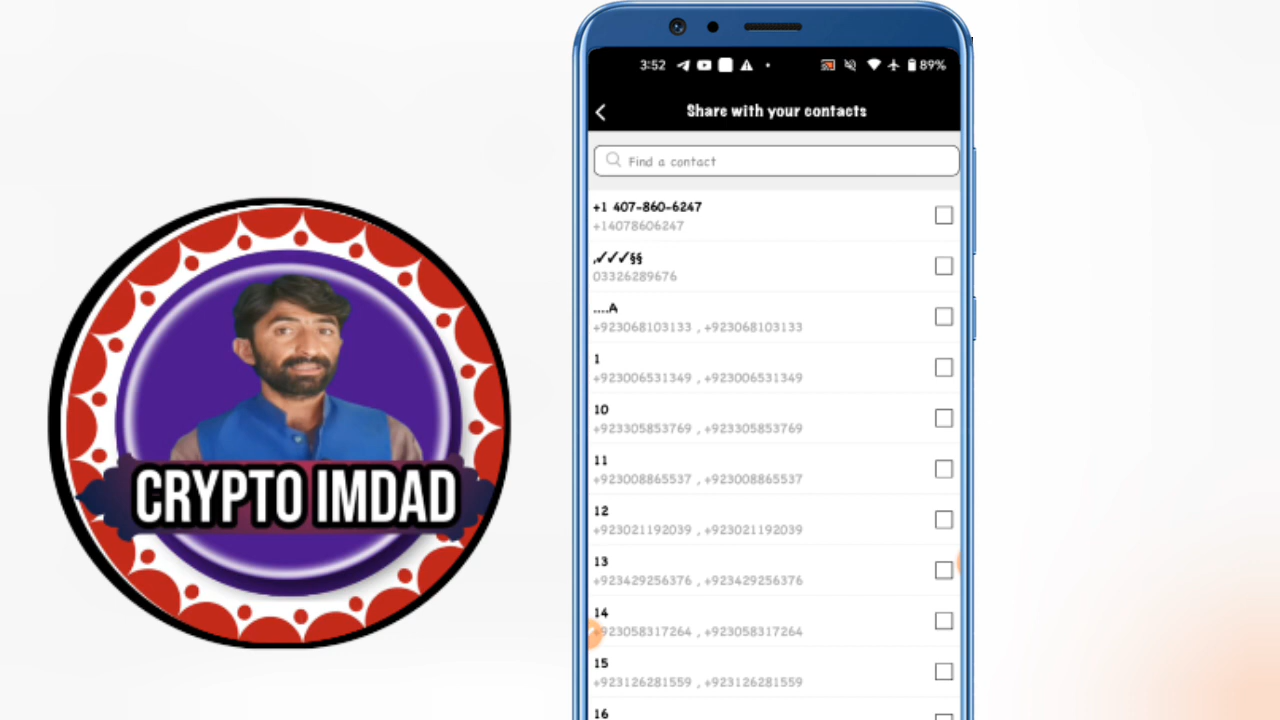 CRYPTO IMDAD
3:52
89%
Share with your contacts
Find a contact
+1 407-860-6247
+14078606247
,✓✓✓§§
03326289676
....A
+923068103133 , +923068103133
1
+923006531349 , +923006531349
10
+923305853769 , +923305853769
11
+923008865537 , +923008865537
12
+923021192039 , +923021192039
13
+923429256376 , +923429256376
14
+923058317264 , +923058317264
15
+923126281559 , +923126281559
16